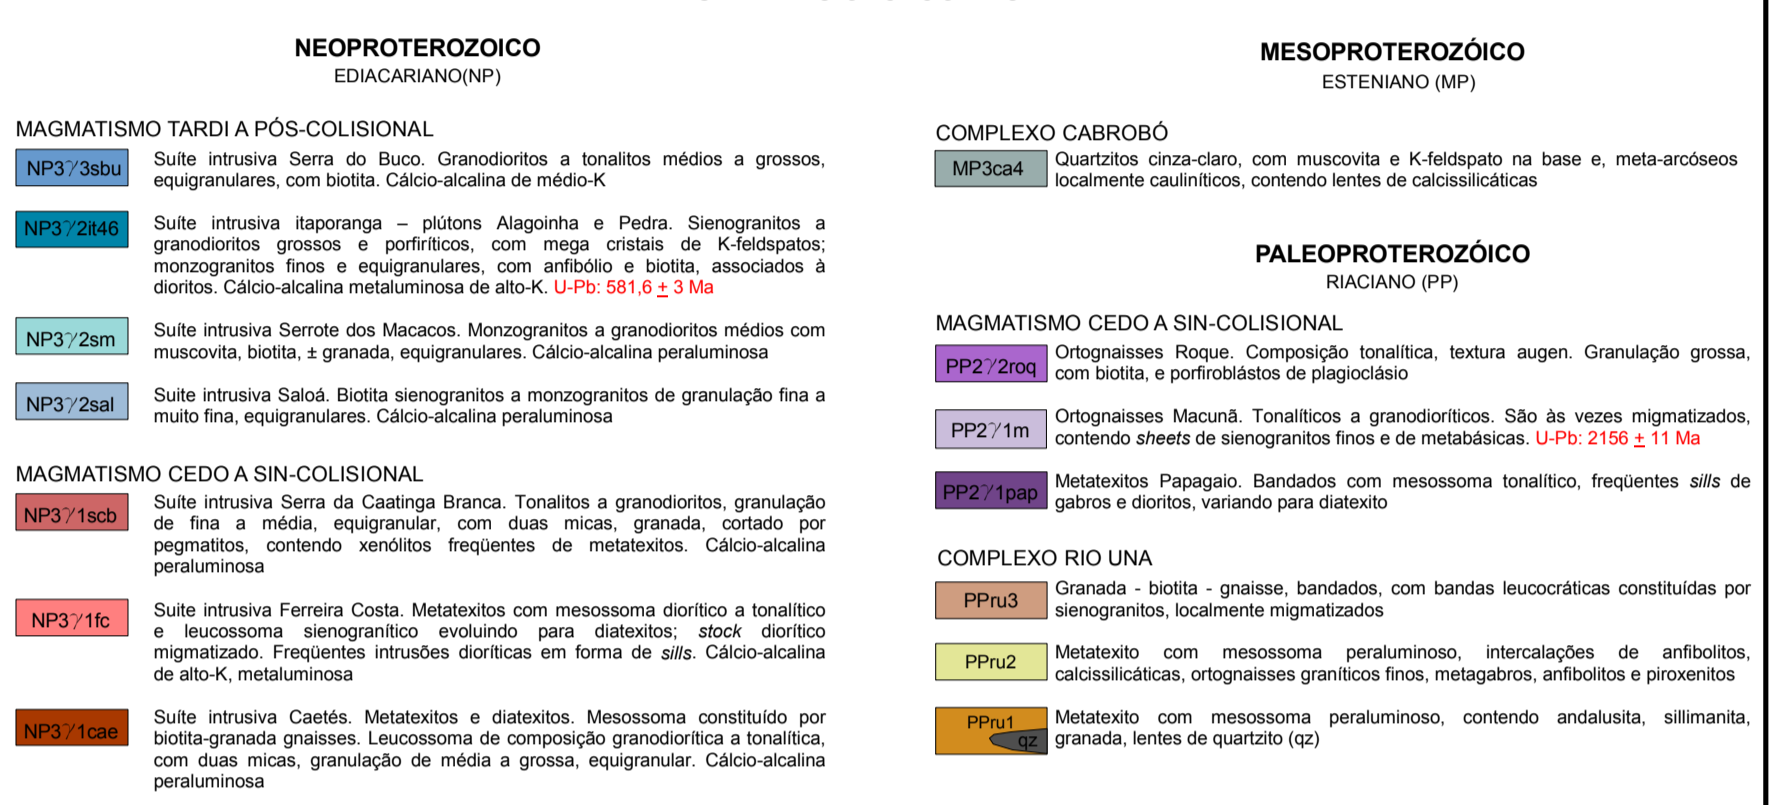 NEOPROTEROZOICO
EDIACARIANO(NP)
MAGMATISMO TARDI A PÓS-COLISIONAL
NP3γ3sbu
Suíte intrusiva Serra do Buco. Granodioritos a tonalitos médios a grossos,
equigranulares, com biotita. Cálcio-alcalina de médio-K
NP3γ2it46
Suíte intrusiva itaporanga – plútons Alagoinha e Pedra. Sienogranitos a
granodioritos grossos e porfiríticos, com mega cristais de K-feldspatos;
monzogranitos finos e equigranulares, com anfibólio e biotita, associados à
dioritos. Cálcio-alcalina metaluminosa de alto-K. U-Pb: 581,6 ± 3 Ma
NP3γ2sm
Suíte intrusiva Serrote dos Macacos. Monzogranitos a granodioritos médios com
muscovita, biotita, ± granada, equigranulares. Cálcio-alcalina peraluminosa
NP3γ2sal
Suite intrusiva Saloá. Biotita sienogranitos a monzogranitos de granulação fina a
muito fina, equigranulares. Cálcio-alcalina peraluminosa
MAGMATISMO CEDO A SIN-COLISIONAL
NP3γ1scb
Suíte intrusiva Serra da Caatinga Branca. Tonalitos a granodioritos, granulação
de fina a média, equigranular, com duas micas, granada, cortado por
pegmatitos, contendo xenólitos freqüentes de metatexitos. Cálcio-alcalina
peraluminosa
NP3γ1fc
Suite intrusiva Ferreira Costa. Metatexitos com mesossoma diorítico a tonalítico
e leucossoma sienogranítico evoluindo para diatexitos; stock diorítico
migmatizado. Freqüentes intrusões dioríticas em forma de sills. Cálcio-alcalina
de alto-K, metaluminosa
NP3γ1cae
Suíte intrusiva Caetés. Metatexitos e diatexitos. Mesossoma constituído por
biotita-granada gnaisses. Leucossoma de composição granodiorítica a tonalítica,
com duas micas, granulação de média a grossa, equigranular. Cálcio-alcalina
peraluminosa
MESOPROTEROZÓICO
ESTENIANO (MP)
COMPLEXO CABROBÓ
MP3ca4
Quartzitos cinza-claro, com muscovita e K-feldspato na base e, meta-arcóseos
localmente cauliníticos, contendo lentes de calcissilicáticas
PALEOPROTEROZÓICO
RIACIANO (PP)
MAGMATISMO CEDO A SIN-COLISIONAL
PP2γ2roq
Ortognaisses Roque. Composição tonalítica, textura augen. Granulação grossa,
com biotita, e porfiroblástos de plagioclásio
PP2γ1m
Ortognaisses Macunã. Tonalíticos a granodioríticos. São às vezes migmatizados,
contendo sheets de sienogranitos finos e de metabásicas. U-Pb: 2156 ± 11 Ma
PP2γ1pap
Metatexitos Papagaio. Bandados com mesossoma tonalítico, freqüentes sills de
gabros e dioritos, variando para diatexito
COMPLEXO RIO UNA
PPru3
Granada - biotita - gnaisse, bandados, com bandas leucocráticas constituídas por
sienogranitos, localmente migmatizados
PPru2
Metatexito com mesossoma peraluminoso, intercalações de anfibolitos,
calcissilicáticas, ortognaisses graníticos finos, metagabros, anfibolitos e piroxenitos
PPru1
qz
Metatexito com mesossoma peraluminoso, contendo andalusita, sillimanita,
granada, lentes de quartzito (qz)